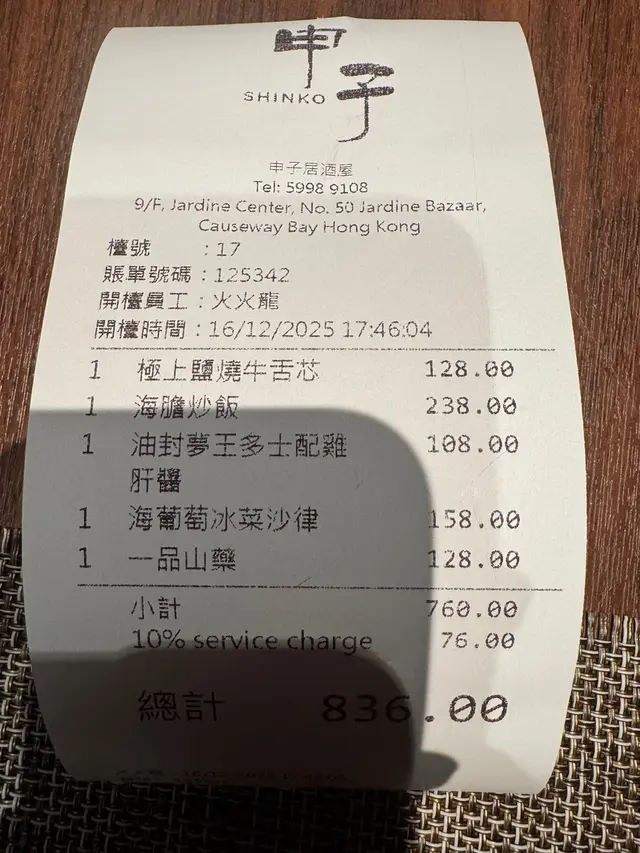 申子
SHINKO
申子居酒屋
Tel: 5998 9108
9/F, Jardine Center, No. 50 Jardine Bazaar,
Causeway Bay Hong Kong
檯號 : 17
賬單號碼 : 125342
開檯員工 : 火火龍
開檯時間 : 16/12/2025 17:46:04
1 極上鹽燒牛舌芯 128.00
1 海膽炒飯 238.00
1 油封夢王多士配雞 108.00
肝醬
1 海葡萄冰菜沙律 158.00
1 一品山藥 128.00
小計 760.00
10% service charge 76.00
總計 836.00